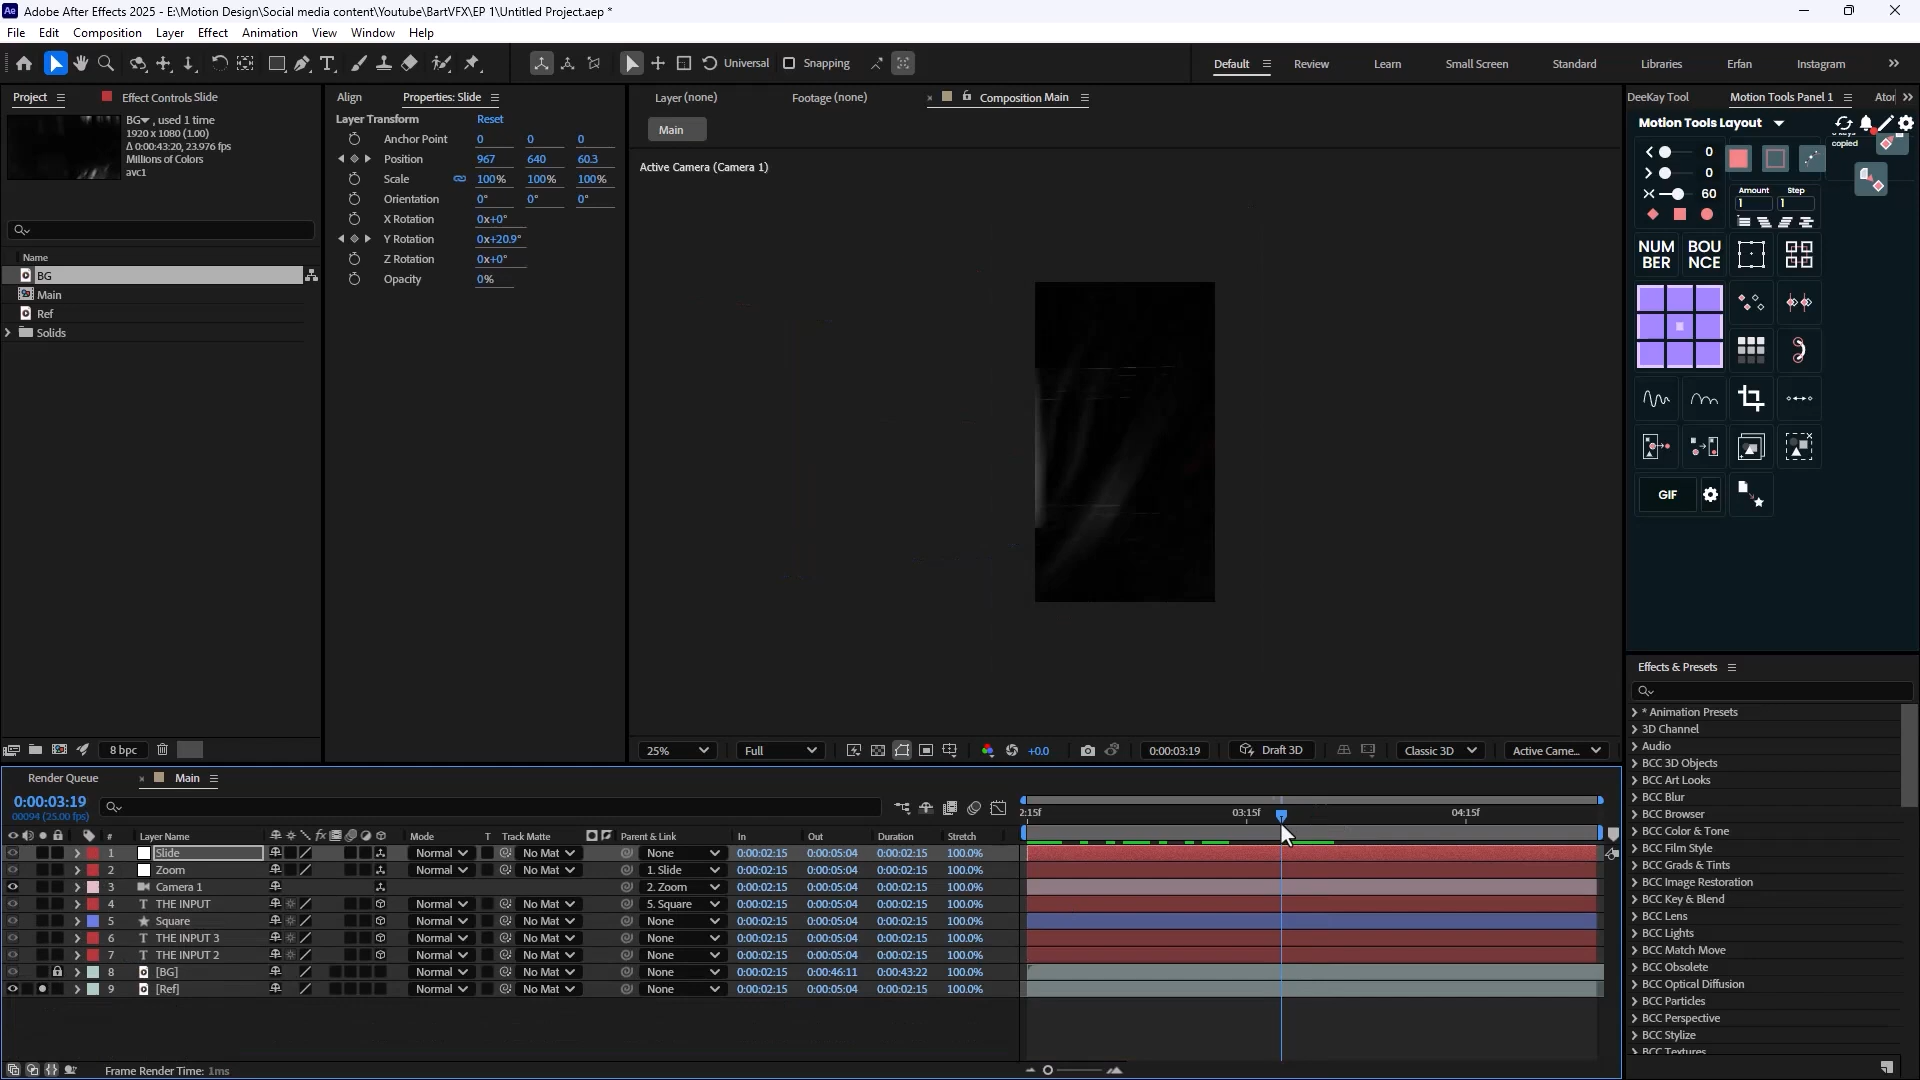 Ae Adobe After Effects 2025 - E:\Motion Design\Social media content\Youtube\BartVFX\EP 1\Untitled Project.aep *
File Edit Composition Layer Effect Animation View Window Help
Universal Snapping
Default Review Learn Small Screen Standard Libraries Erfan Instagram
Project Effect Controls Slide
BG , used 1 time
1920 x 1080 (1.00)
Δ 0:00:43:20, 23.976 fps
Millions of Colors
avc1
Name
BG
Main
Ref
Solids
8 bpc
Align Properties: Slide
Layer Transform Reset
Anchor Point 0 0 0
Position 967 640 60.3
Scale 100% 100% 100%
Orientation 0° 0° 0°
X Rotation 0x+0°
Y Rotation 0x+20.9°
Z Rotation 0x+0°
Opacity 0%
Layer (none) Footage (none) Composition Main
Main
Active Camera (Camera 1)
25% Full +0.0 0:00:03:19 Draft 3D Classic 3D Active Came...
DeeKay Tool Motion Tools Panel 1
Motion Tools Layout
copied
0
0
60
Amount Step
1 1
NUM BER
BOU NCE
GIF
Effects & Presets
* Animation Presets
3D Channel
Audio
BCC 3D Objects
BCC Art Looks
BCC Blur
BCC Browser
BCC Color & Tone
BCC Film Style
BCC Grads & Tints
BCC Image Restoration
BCC Key & Blend
BCC Lens
BCC Lights
BCC Match Move
BCC Obsolete
BCC Optical Diffusion
BCC Particles
BCC Perspective
BCC Stylize
BCC Textures
Render Queue Main
0:00:03:19
00094 (25.00 fps)
2:15f 03:15f 04:15f
# Layer Name Mode T Track Matte Parent & Link In Out Duration Stretch
1 Slide Normal No Mat None 0:00:02:15 0:00:05:04 0:00:02:15 100.0%
2 Zoom Normal No Mat 1. Slide 0:00:02:15 0:00:05:04 0:00:02:15 100.0%
3 Camera 1 2. Zoom 0:00:02:15 0:00:05:04 0:00:02:15 100.0%
4 T THE INPUT Normal No Mat 5. Square 0:00:02:15 0:00:05:04 0:00:02:15 100.0%
5 Square Normal No Mat None 0:00:02:15 0:00:05:04 0:00:02:15 100.0%
6 T THE INPUT 3 Normal No Mat None 0:00:02:15 0:00:05:04 0:00:02:15 100.0%
7 T THE INPUT 2 Normal No Mat None 0:00:02:15 0:00:05:04 0:00:02:15 100.0%
8 [BG] Normal No Mat None 0:00:02:15 0:00:46:11 0:00:43:22 100.0%
9 [Ref] Normal No Mat None 0:00:02:15 0:00:05:04 0:00:02:15 100.0%
Frame Render Time: 1ms